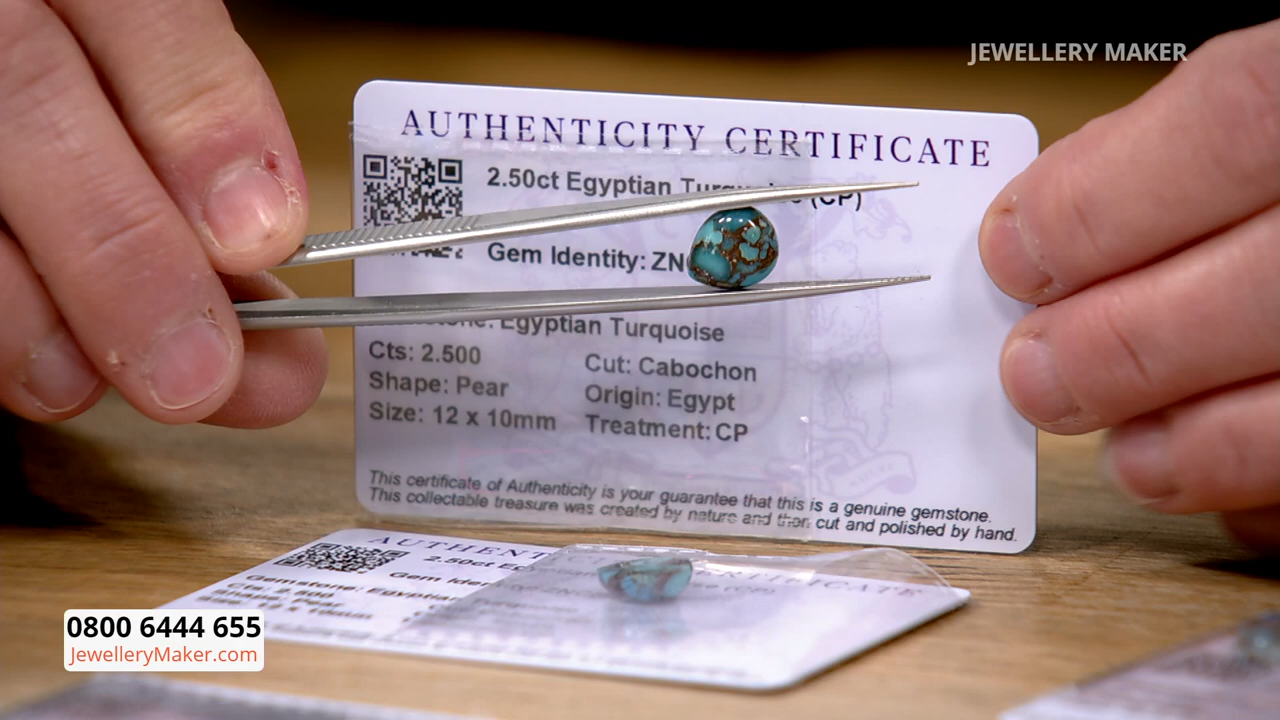 JEWELLERY MAKER
AUTHENTICITY CERTIFICATE
2.50ct Egyptian (CP)
Gem Identity:
Egyptian Turquoise
Cts: 2.500
Cut: Cabochon
Shape: Pear
Origin: Egypt
Size: 12 x 10mm
Treatment: CP
This certificate of Authenticity is your guarantee that this is a genuine gemstone.
This collectable treasure was created by nature and then cut and polished by hand.
0800 6444 655
JewelleryMaker.com